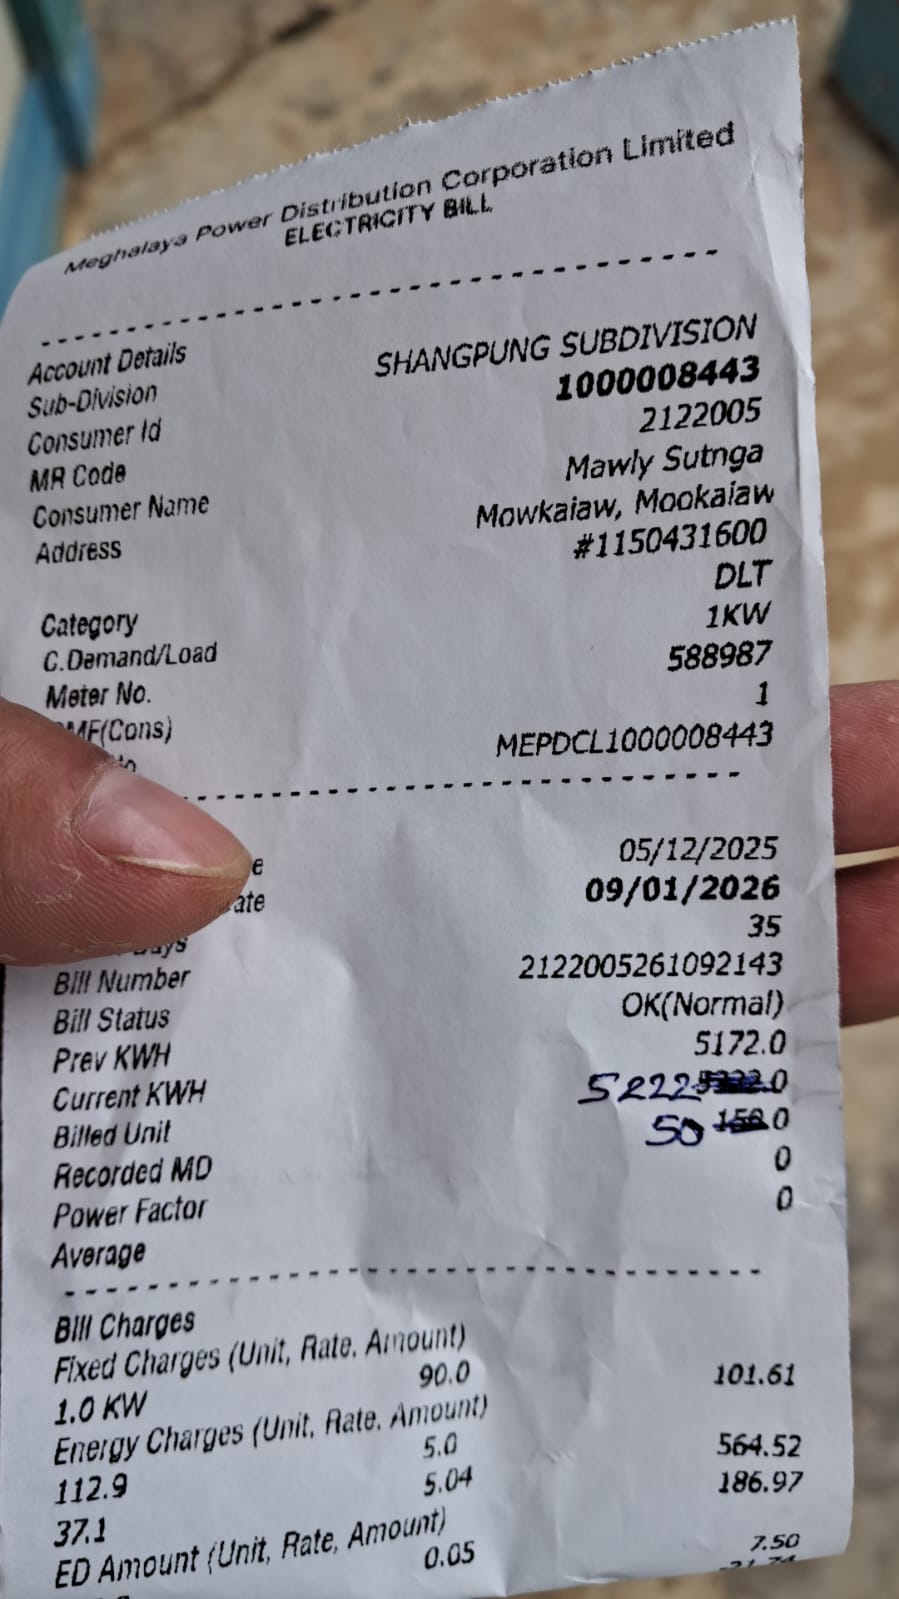 Meghalaya Power Distribution Corporation Limited
ELECTRICITY BILL
Account Details
Sub-Division SHANGPUNG SUBDIVISION
Consumer Id 1000008443
MR Code 2122005
Consumer Name Mawly Sutnga
Address Mowkaiaw, Mookaiaw
#1150431600
Category DLT
C.Demand/Load 1KW
Meter No. 588987
MF(Cons) 1
MEPDCL1000008443
05/12/2025
09/01/2026
35
Bill Number 2122005261092143
Bill Status OK(Normal)
Prev KWH 5172.0
Current KWH 5222 .0
Billed Unit 50 .0
Recorded MD 0
Power Factor 0
Average
Bill Charges
Fixed Charges (Unit, Rate, Amount)
1.0 KW 90.0 101.61
Energy Charges (Unit, Rate, Amount)
112.9 5.0 564.52
37.1 5.04 186.97
ED Amount (Unit, Rate, Amount)
0.05 7.50